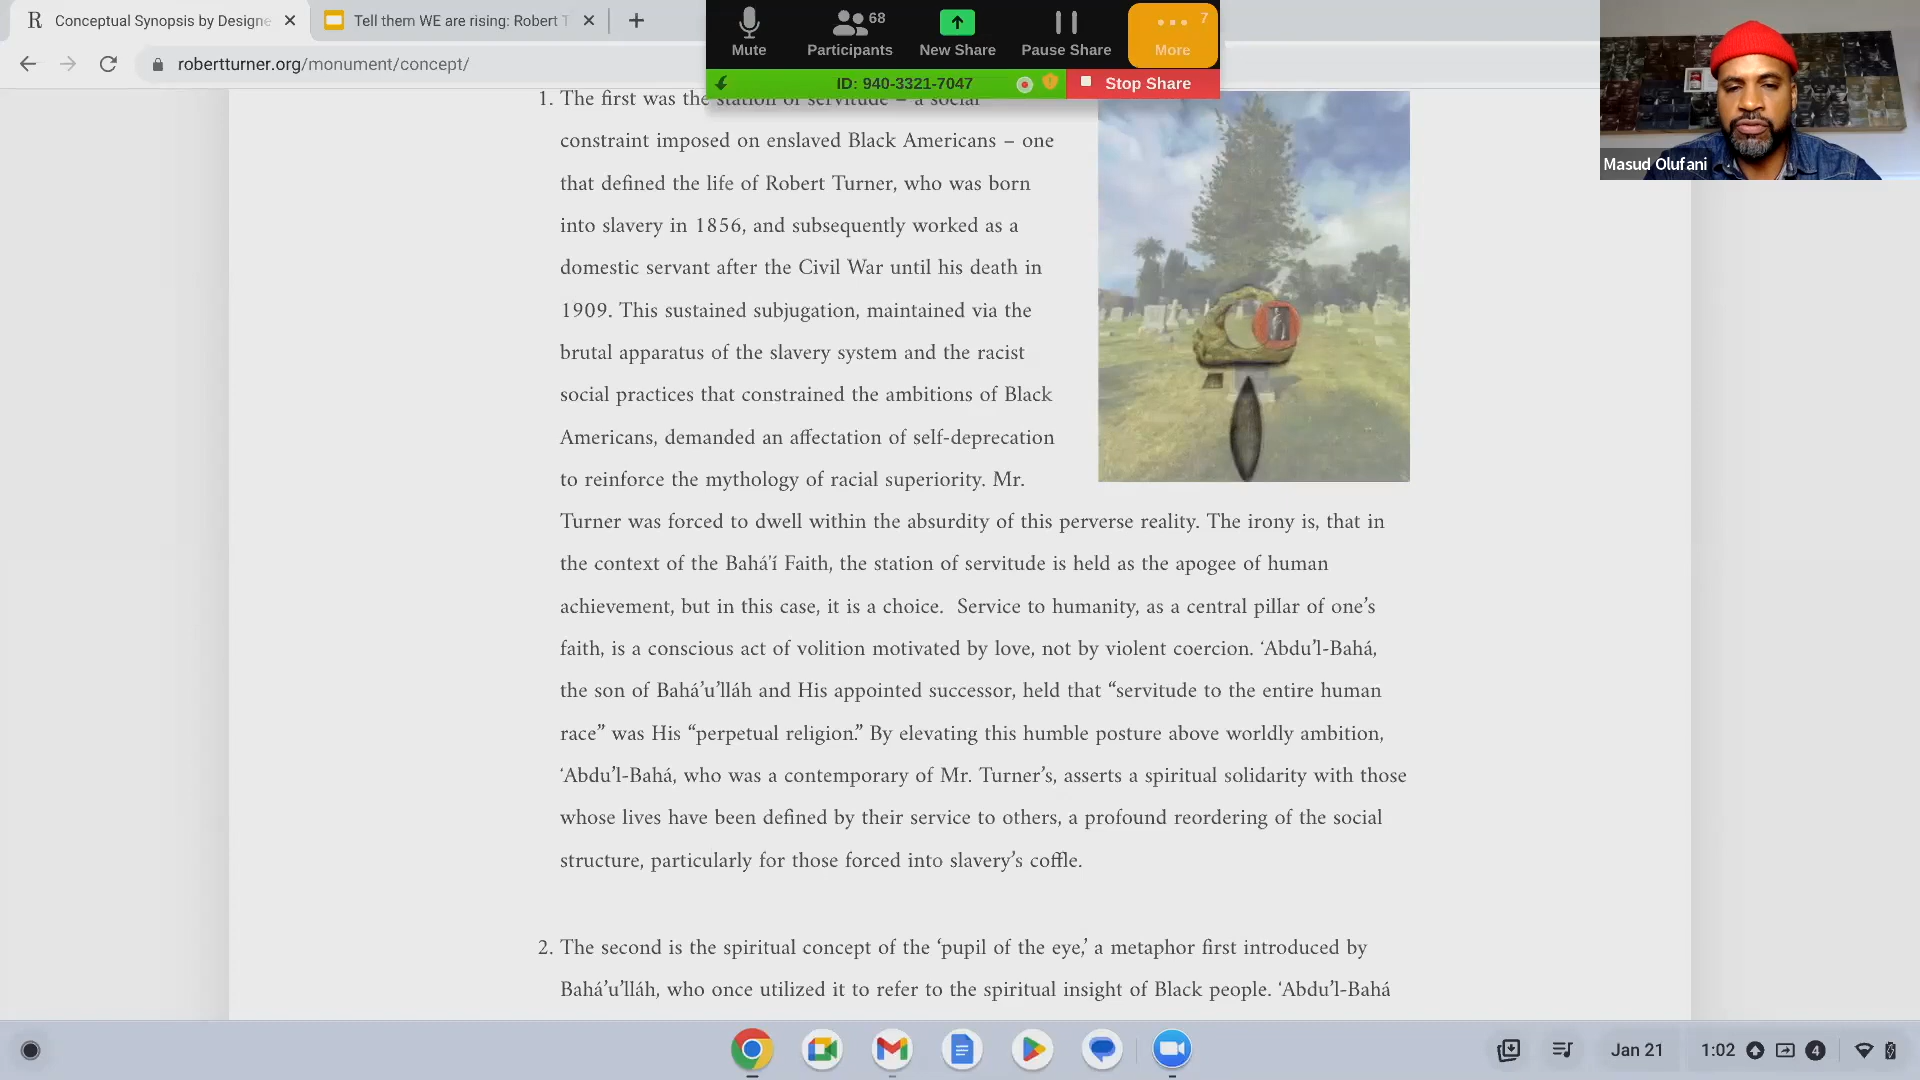 Conceptual Synopsis by Designe
Tell them WE are rising: Robert T
robertturner.org/monument/concept/
Mute
68
Participants
New Share
Pause Share
7
More
ID: 940-3321-7047
Stop Share
Masud Olufani
1. The first was the station of servitude – a social
constraint imposed on enslaved Black Americans – one
that defined the life of Robert Turner, who was born
into slavery in 1856, and subsequently worked as a
domestic servant after the Civil War until his death in
1909. This sustained subjugation, maintained via the
brutal apparatus of the slavery system and the racist
social practices that constrained the ambitions of Black
Americans, demanded an affectation of self-deprecation
to reinforce the mythology of racial superiority. Mr.
Turner was forced to dwell within the absurdity of this perverse reality. The irony is, that in
the context of the Bahá’í Faith, the station of servitude is held as the apogee of human
achievement, but in this case, it is a choice.  Service to humanity, as a central pillar of one’s
faith, is a conscious act of volition motivated by love, not by violent coercion. ‘Abdu’l-Bahá,
the son of Bahá’u’lláh and His appointed successor, held that “servitude to the entire human
race” was His “perpetual religion.” By elevating this humble posture above worldly ambition,
‘Abdu’l-Bahá, who was a contemporary of Mr. Turner’s, asserts a spiritual solidarity with those
whose lives have been defined by their service to others, a profound reordering of the social
structure, particularly for those forced into slavery’s coffle.
2. The second is the spiritual concept of the ‘pupil of the eye,’ a metaphor first introduced by
Bahá’u’lláh, who once utilized it to refer to the spiritual insight of Black people. ‘Abdu’l-Bahá
Jan 21
1:02
4